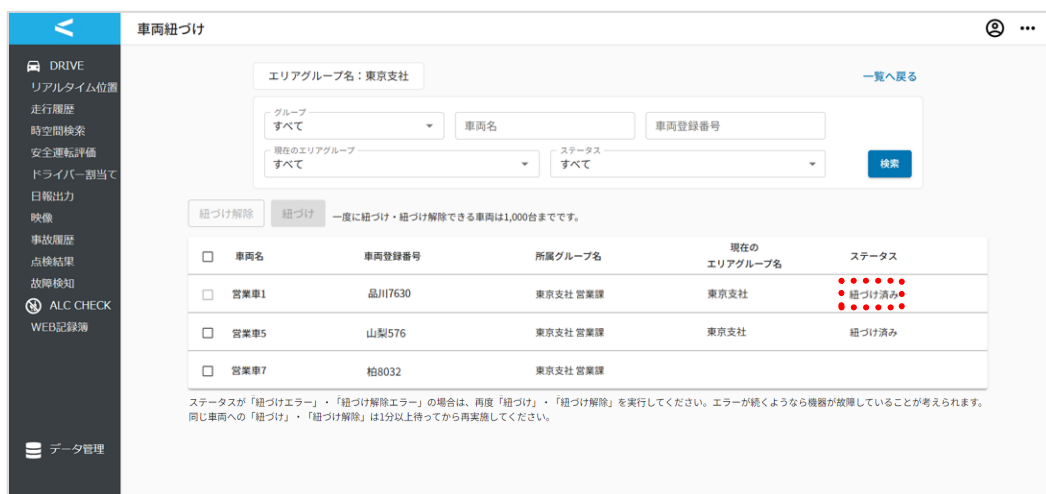 車両紐づけ
DRIVE
リアルタイム位置
走行履歴
時空間検索
安全運転評価
ドライバー割当て
日報出力
映像
事故履歴
点検結果
故障検知
ALC CHECK
WEB記録簿
データ管理
エリアグループ名：東京支社
一覧へ戻る
グループ
すべて
車両名
車両登録番号
現在のエリアグループ
すべて
ステータス
すべて
検索
紐づけ解除
紐づけ
一度に紐づけ・紐づけ解除できる車両は1,000台までです。
車両名 車両登録番号 所属グループ名 現在の
エリアグループ名 ステータス
営業車1 品川7630 東京支社 営業課 東京支社 紐づけ済み
営業車5 山梨576 東京支社 営業課 東京支社 紐づけ済み
営業車7 柏8032 東京支社 営業課
ステータスが「紐づけエラー」・「紐づけ解除エラー」の場合は、再度「紐づけ」・「紐づけ解除」を実行してください。エラーが続くようなら機器が故障していることが考えられます。
同じ車両への「紐づけ」・「紐づけ解除」は1分以上待ってから再実施してください。